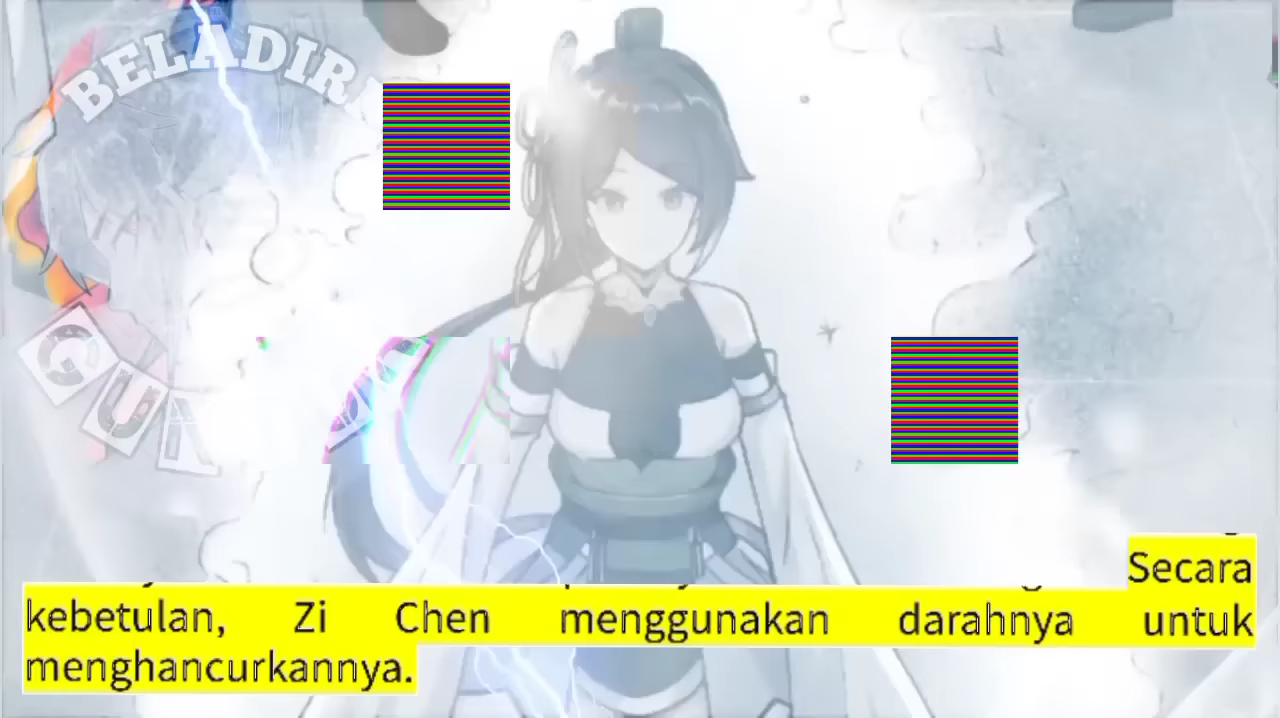 BELADIRI
Secara
kebetulan, Zi Chen menggunakan darahnya untuk
menghancurkannya.